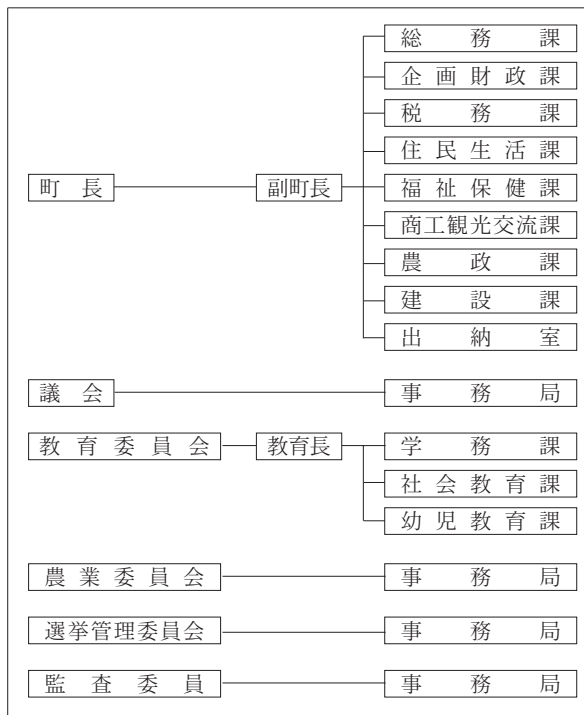 総務課
企画財政課
税務課
住民生活課
町長 副町長 福祉保健課
商工観光交流課
農政課
建設課
出納室
議会 事務局
教育委員会 教育長 学務課
社会教育課
幼児教育課
農業委員会 事務局
選挙管理委員会 事務局
監査委員 事務局